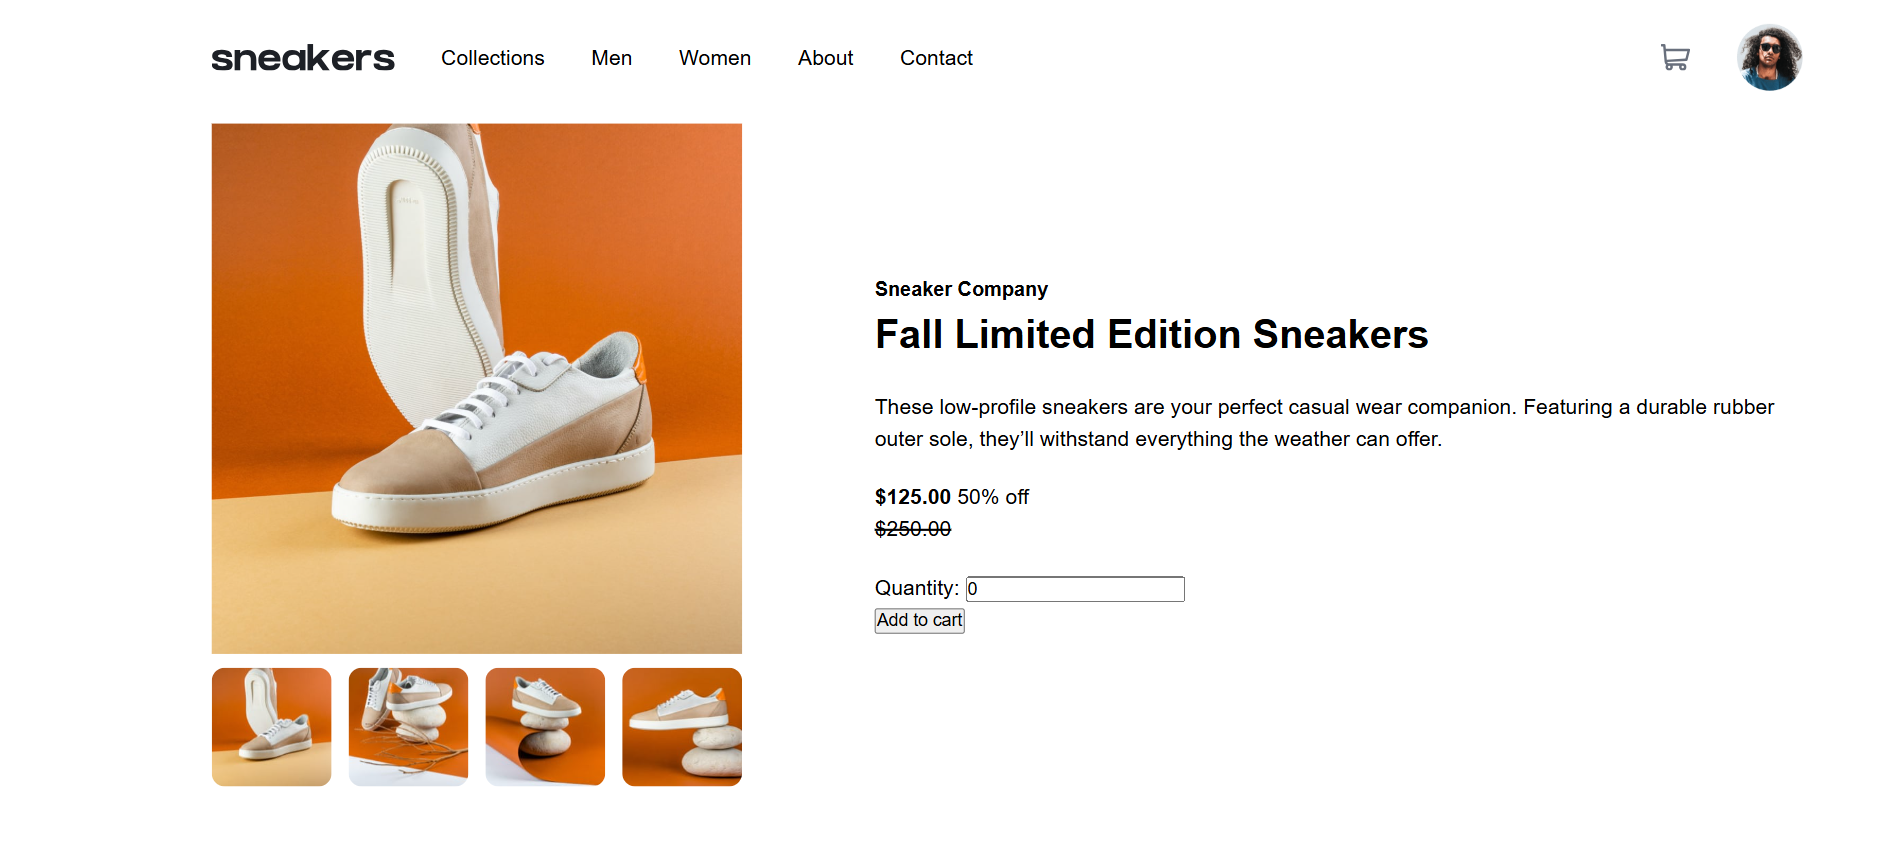 sneakers Collections Men Women About Contact
Sneaker Company
Fall Limited Edition Sneakers
These low-profile sneakers are your perfect casual wear companion. Featuring a durable rubber
outer sole, they’ll withstand everything the weather can offer.
$125.00 50% off
$250.00
Quantity: 0
Add to cart